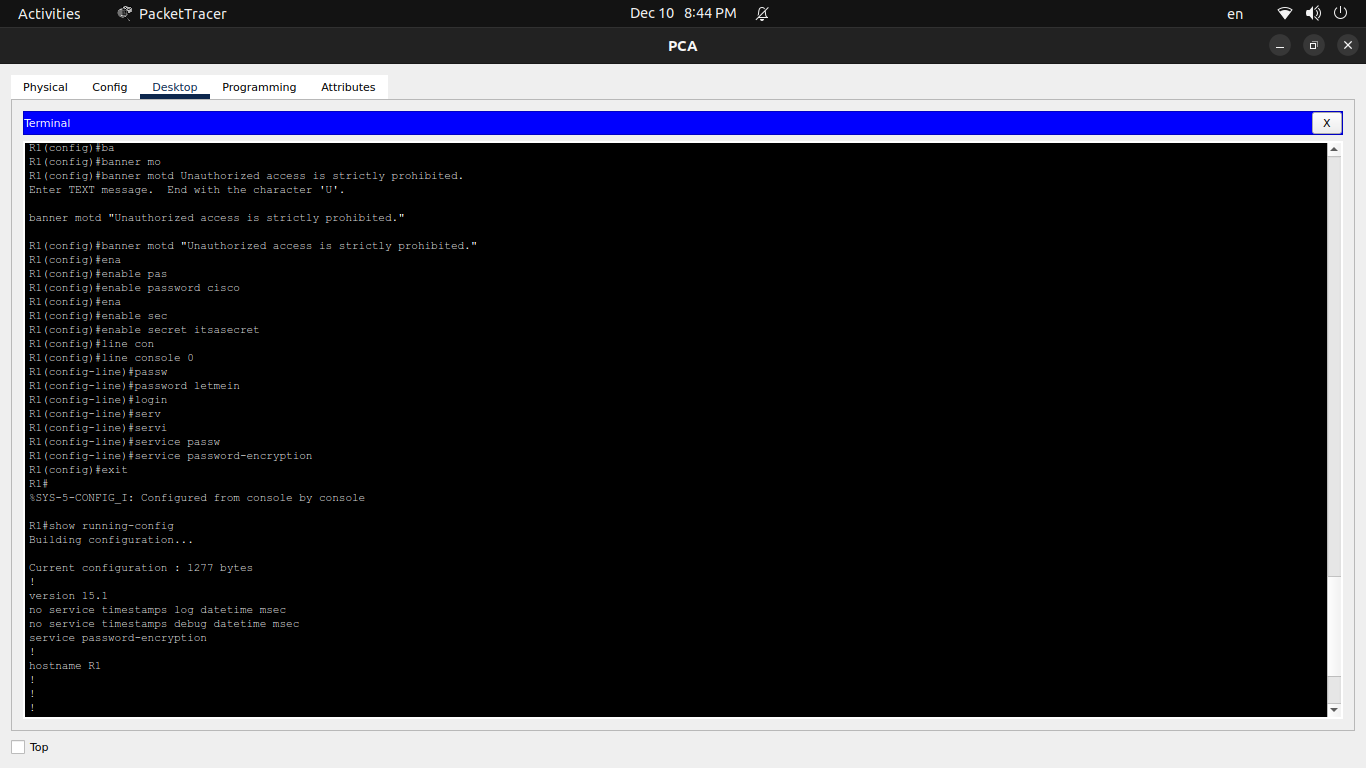 Activities PacketTracer Dec 10 8:44 PM en
PCA
Physical Config Desktop Programming Attributes
Terminal X
R1(config)#ba
R1(config)#banner mo
R1(config)#banner motd Unauthorized access is strictly prohibited.
Enter TEXT message.  End with the character 'U'.
banner motd "Unauthorized access is strictly prohibited."
R1(config)#banner motd "Unauthorized access is strictly prohibited."
R1(config)#ena
R1(config)#enable pas
R1(config)#enable password cisco
R1(config)#ena
R1(config)#enable sec
R1(config)#enable secret itsasecret
R1(config)#line con
R1(config)#line console 0
R1(config-line)#passw
R1(config-line)#password letmein
R1(config-line)#login
R1(config-line)#serv
R1(config-line)#servi
R1(config-line)#service passw
R1(config-line)#service password-encryption
R1(config)#exit
R1#
%SYS-5-CONFIG_I: Configured from console by console
R1#show running-config
Building configuration...
Current configuration : 1277 bytes
!
version 15.1
no service timestamps log datetime msec
no service timestamps debug datetime msec
service password-encryption
!
hostname R1
!
!
!
Top